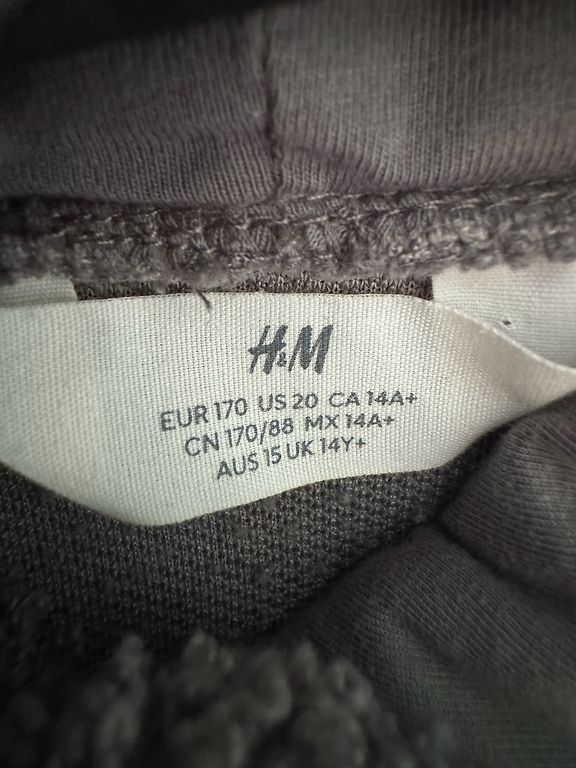 H&M
EUR 170 US 20 CA 14A+
CN 170/88 MX 14A+
AUS 15 UK 14Y+